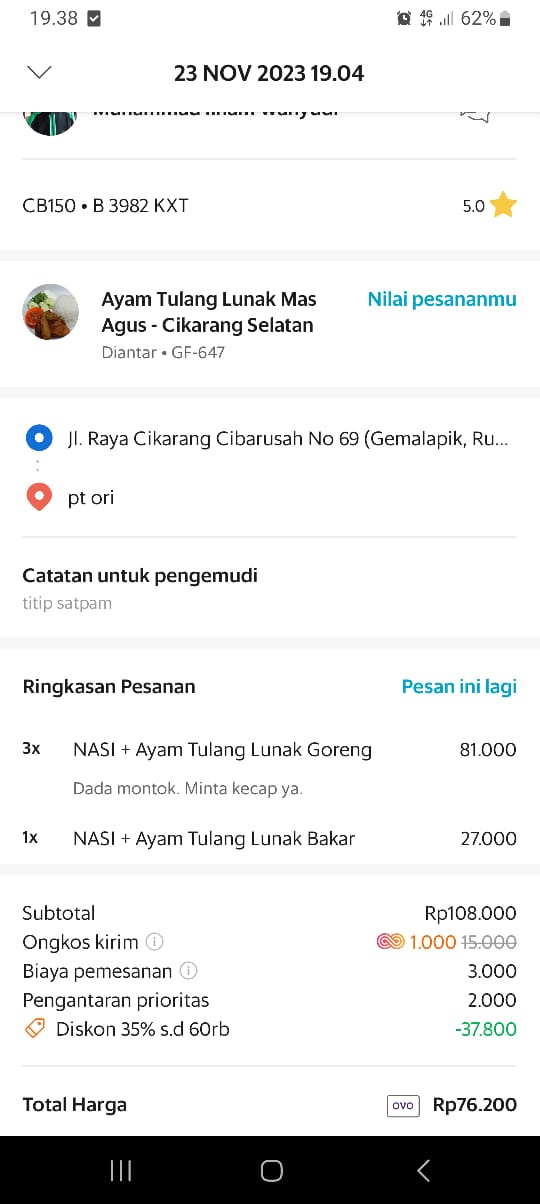 19.38
4G
62%
23 NOV 2023 19.04
CB150 • B 3982 KXT
5.0
Ayam Tulang Lunak Mas
Agus - Cikarang Selatan
Nilai pesananmu
Diantar • GF-647
Jl. Raya Cikarang Cibarusah No 69 (Gemalapik, Ru...
pt ori
Catatan untuk pengemudi
titip satpam
Ringkasan Pesanan
Pesan ini lagi
3x NASI + Ayam Tulang Lunak Goreng 81.000
Dada montok. Minta kecap ya.
1x NASI + Ayam Tulang Lunak Bakar 27.000
Subtotal Rp108.000
Ongkos kirim 1.000 15.000
Biaya pemesanan 3.000
Pengantaran prioritas 2.000
Diskon 35% s.d 60rb -37.800
Total Harga OVO Rp76.200